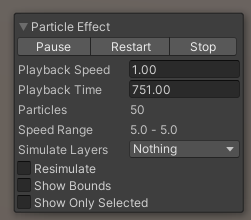 Particle Effect
Pause Restart Stop
Playback Speed 1.00
Playback Time 751.00
Particles 50
Speed Range 5.0 - 5.0
Simulate Layers Nothing
Resimulate
Show Bounds
Show Only Selected